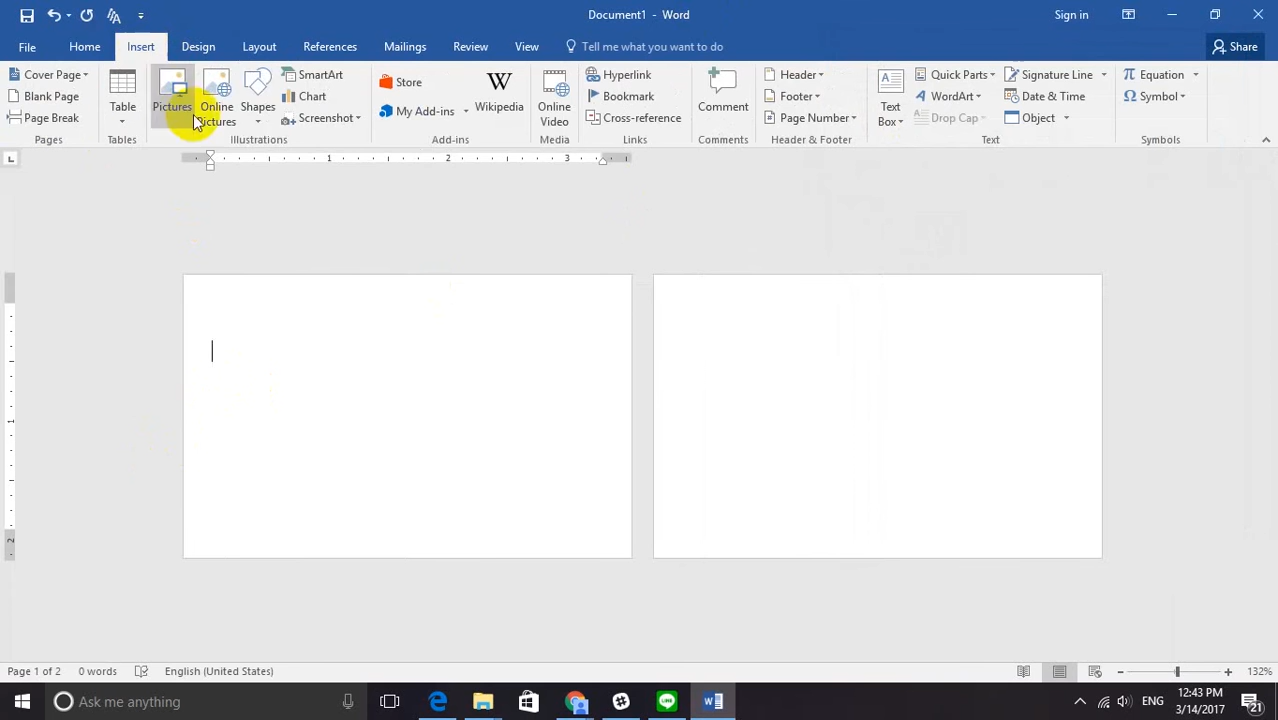 Document1 - Word
Sign in
File Home Insert Design Layout References Mailings Review View Tell me what you want to do Share
Cover Page
Blank Page
Page Break
Pages
Table
Tables
Pictures
Online Pictures
Shapes
SmartArt
Chart
Screenshot
Illustrations
Store
My Add-ins
W
Wikipedia
Add-ins
Online
Video
Media
Hyperlink
Bookmark
Cross-reference
Links
Comment
Comments
Header
Footer
Page Number
#
Header & Footer
A
Text
Box
Quick Parts
WordArt
Drop Cap
Signature Line
Date & Time
Object
Text
π Equation
Ω Symbol
Symbols
1 2 3
1
2
Page 1 of 2 0 words English (United States) 132%
Ask me anything
ENG
12:43 PM
3/14/2017
21